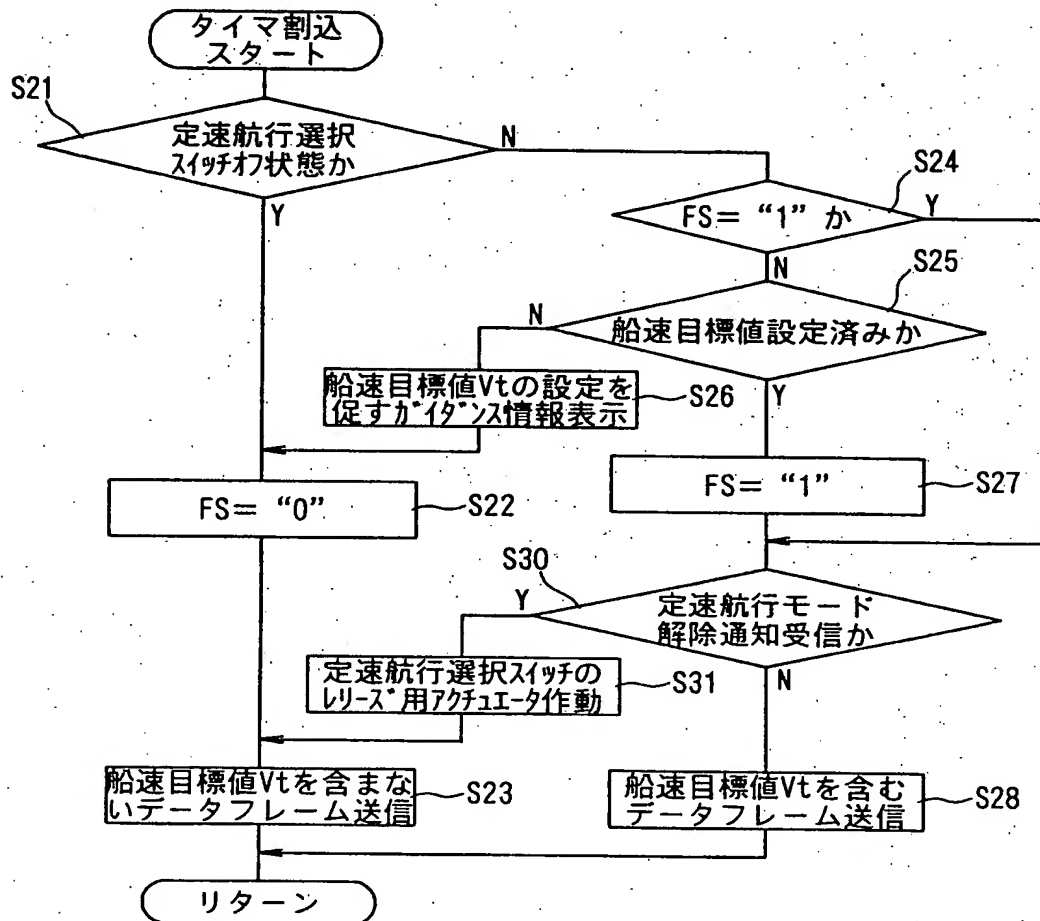 タイマ割込
スタート
S21
定速航行選択
スイッチオフ状態か
N
Y
S24
FS= “1” か
Y
N
S25
船速目標値設定済みか
N
Y
船速目標値Vtの設定を
促すガイダンス情報表示
S26
FS= “0”
S22
FS= “1”
S27
S30
定速航行モード
解除通知受信か
Y
N
定速航行選択スイッチの
レリーズ用アクチュエータ作動
S31
船速目標値Vtを含まな
いデータフレーム送信
S23
船速目標値Vtを含む
データフレーム送信
S28
リターン